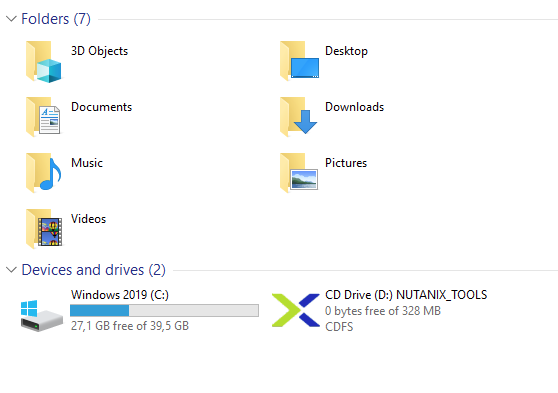 Folders (7)
3D Objects
Desktop
Documents
Downloads
Music
Pictures
Videos
Devices and drives (2)
Windows 2019 (C:)
27,1 GB free of 39,5 GB
CD Drive (D:) NUTANIX_TOOLS
0 bytes free of 328 MB
CDFS